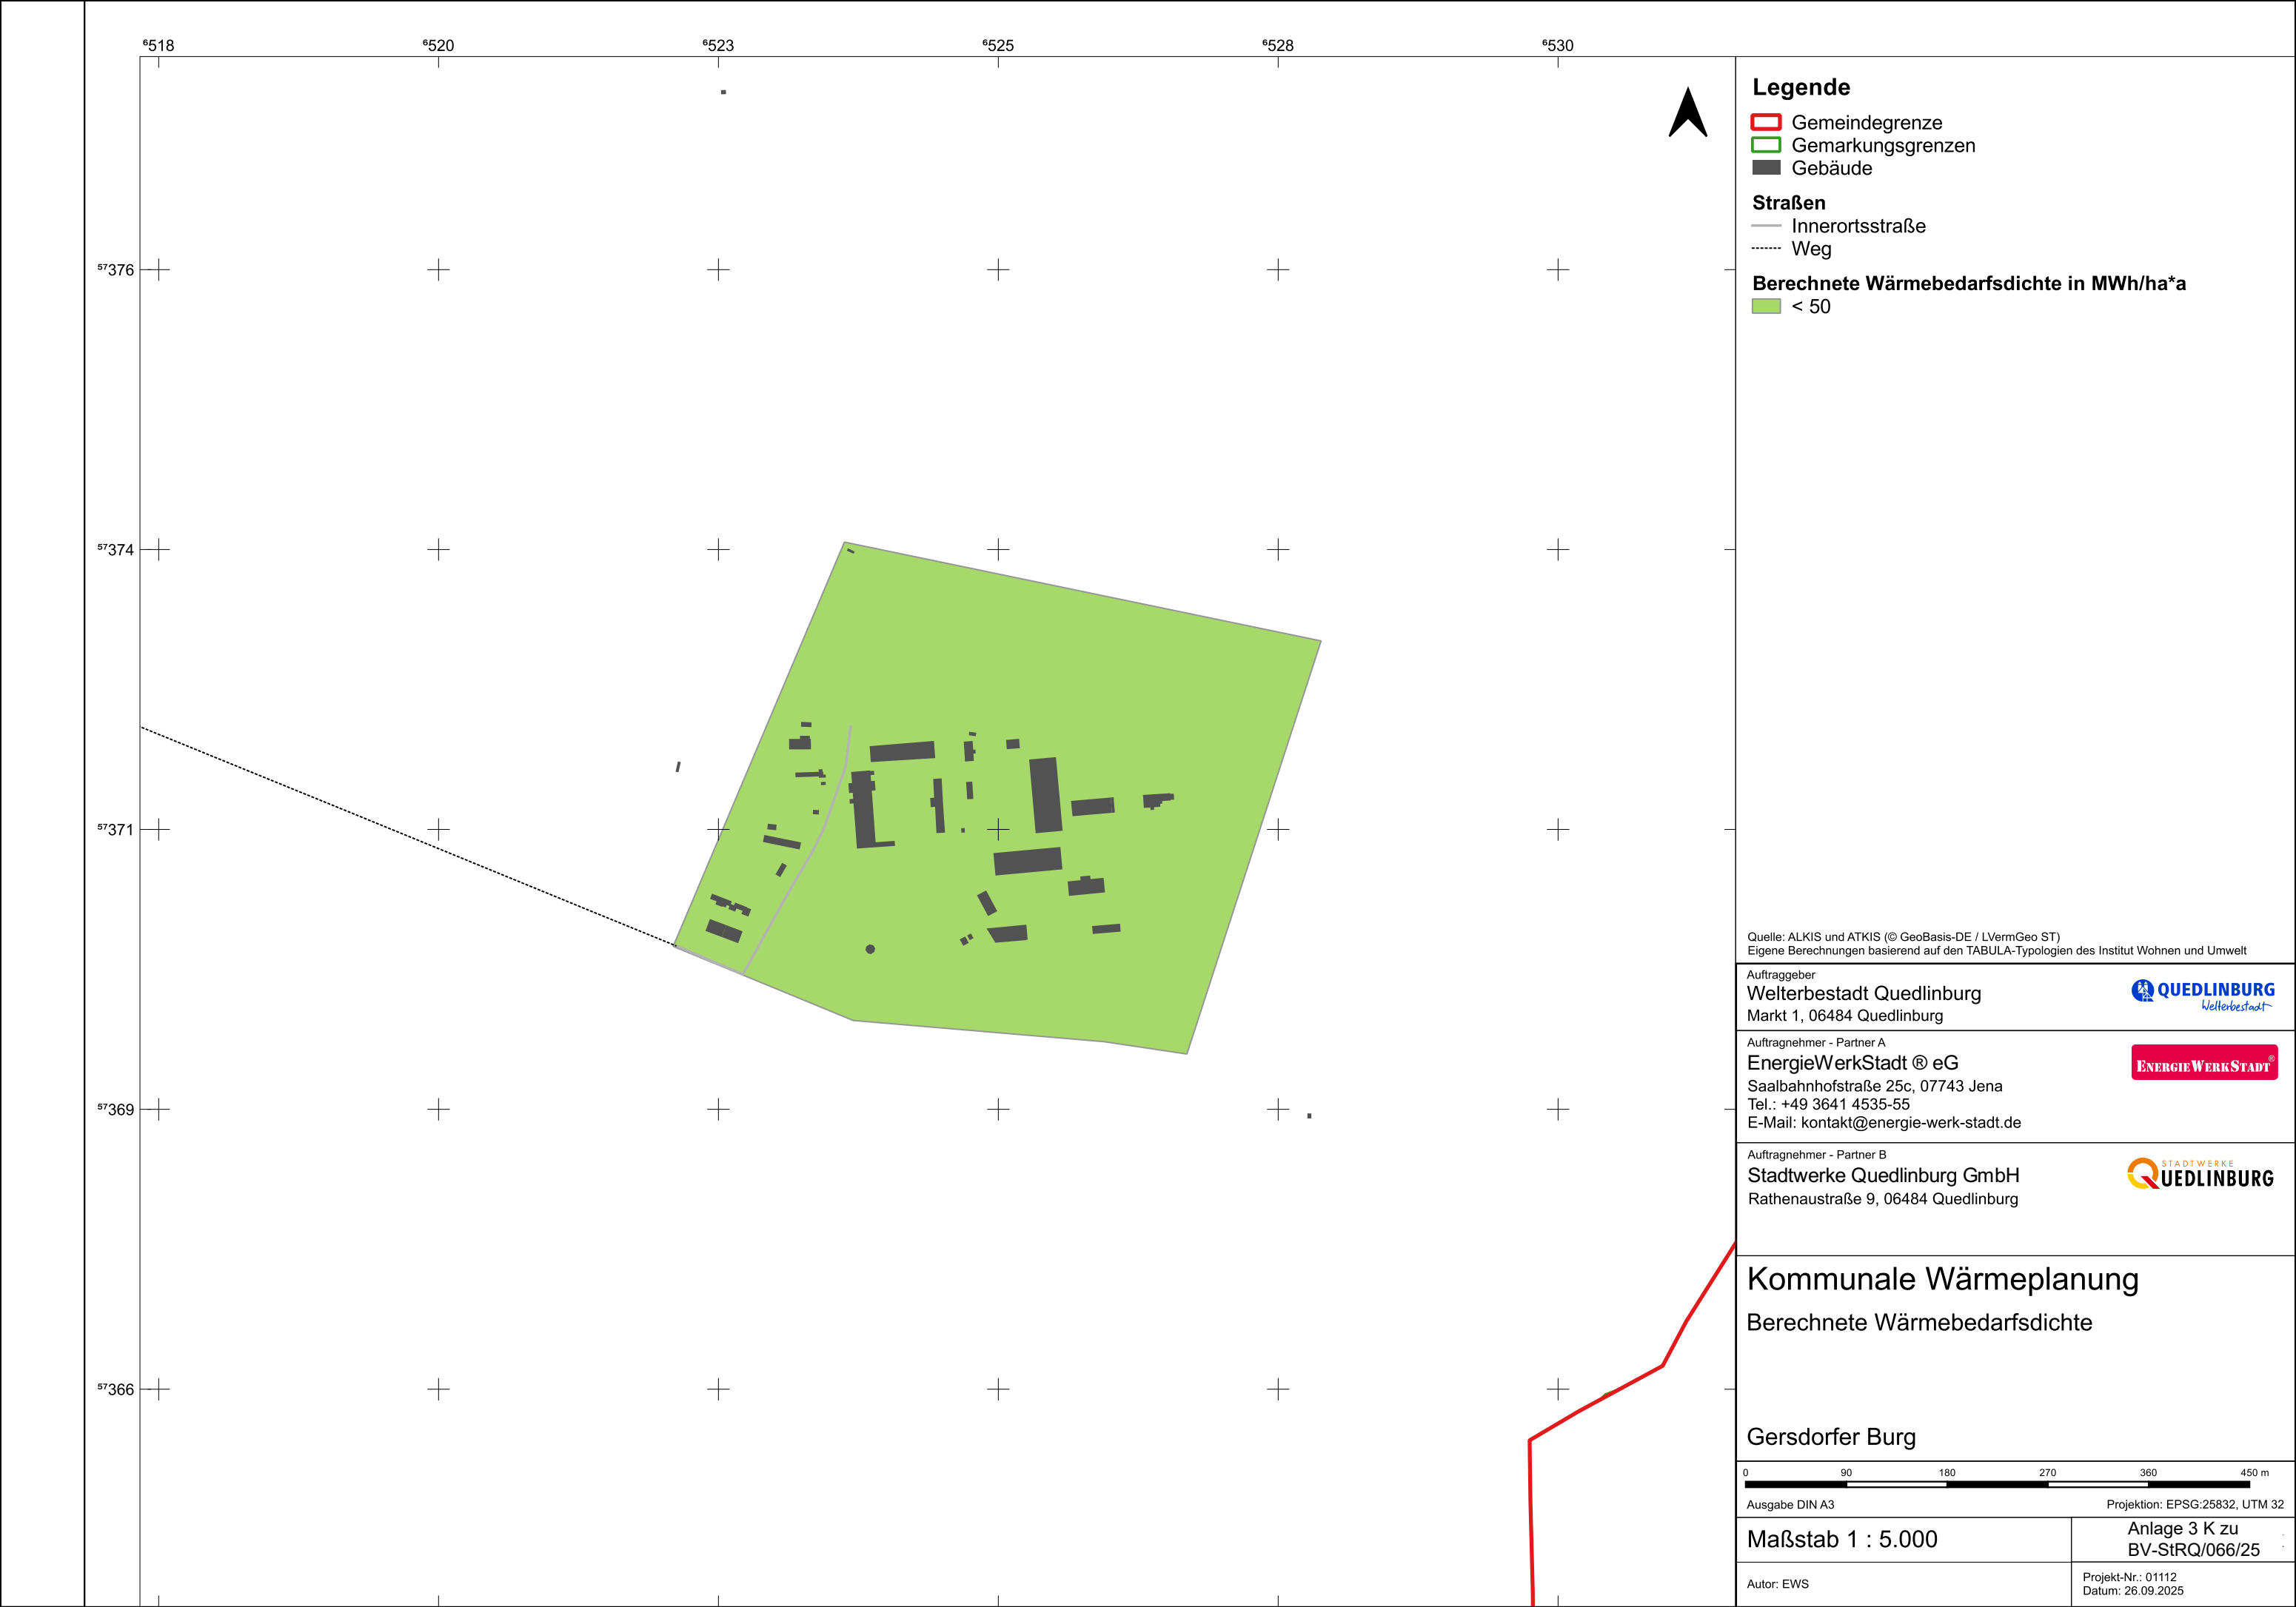 ⁶518 ⁶520 ⁶523 ⁶525 ⁶528 ⁶530
⁵⁷376
⁵⁷374
⁵⁷371
⁵⁷369
⁵⁷366
Legende
Gemeindegrenze
Gemarkungsgrenzen
Gebäude
Straßen
Innerortsstraße
Weg
Berechnete Wärmebedarfsdichte in MWh/ha*a
< 50
Quelle: ALKIS und ATKIS (© GeoBasis-DE / LVermGeo ST)
Eigene Berechnungen basierend auf den TABULA-Typologien des Institut Wohnen und Umwelt
Auftraggeber
Welterbestadt Quedlinburg
Markt 1, 06484 Quedlinburg
QUEDLINBURG
Welterbestadt
Auftragnehmer - Partner A
EnergieWerkStadt ® eG
Saalbahnhofstraße 25c, 07743 Jena
Tel.: +49 3641 4535-55
E-Mail: kontakt@energie-werk-stadt.de
ENERGIEWERKSTADT®
Auftragnehmer - Partner B
Stadtwerke Quedlinburg GmbH
Rathenaustraße 9, 06484 Quedlinburg
STADTWERKE
QUEDLINBURG
Kommunale Wärmeplanung
Berechnete Wärmebedarfsdichte
Gersdorfer Burg
0 90 180 270 360 450 m
Ausgabe DIN A3
Projektion: EPSG:25832, UTM 32
Maßstab 1 : 5.000
Anlage 3 K zu
BV-StRQ/066/25
Autor: EWS
Projekt-Nr.: 01112
Datum: 26.09.2025